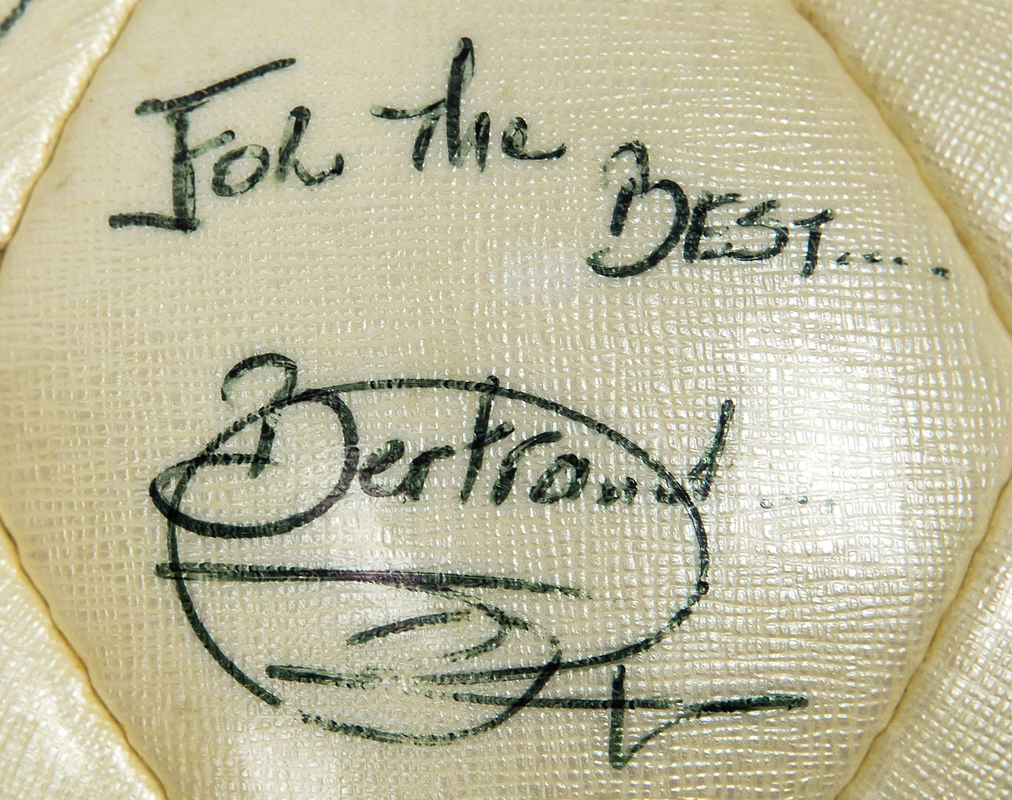 For the
BEST....
Bertrand ....